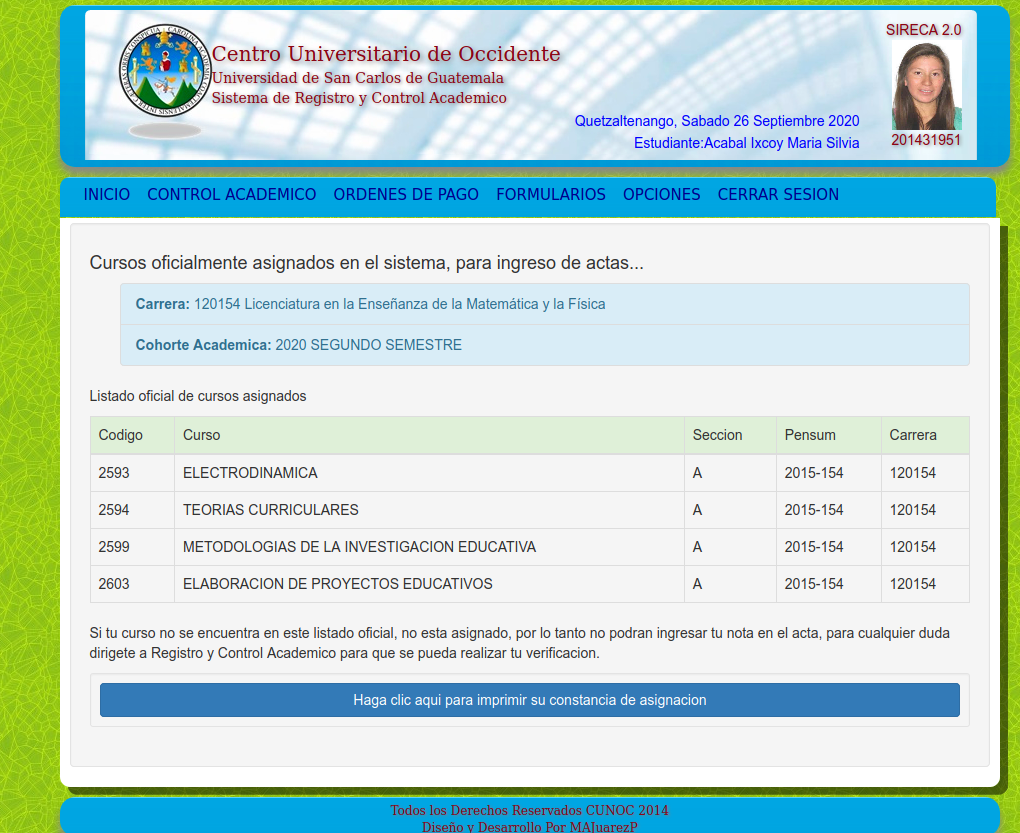 SIRECA 2.0
Centro Universitario de Occidente
Universidad de San Carlos de Guatemala
Sistema de Registro y Control Academico
Quetzaltenango, Sabado 26 Septiembre 2020
Estudiante:Acabal Ixcoy Maria Silvia
201431951
INICIO CONTROL ACADEMICO ORDENES DE PAGO FORMULARIOS OPCIONES CERRAR SESION
Cursos oficialmente asignados en el sistema, para ingreso de actas...
Carrera: 120154 Licenciatura en la Enseñanza de la Matemática y la Física
Cohorte Academica: 2020 SEGUNDO SEMESTRE
Listado oficial de cursos asignados
Codigo Curso Seccion Pensum Carrera
2593 ELECTRODINAMICA A 2015-154 120154
2594 TEORIAS CURRICULARES A 2015-154 120154
2599 METODOLOGIAS DE LA INVESTIGACION EDUCATIVA A 2015-154 120154
2603 ELABORACION DE PROYECTOS EDUCATIVOS A 2015-154 120154
Si tu curso no se encuentra en este listado oficial, no esta asignado, por lo tanto no podran ingresar tu nota en el acta, para cualquier duda
dirigete a Registro y Control Academico para que se pueda realizar tu verificacion.
Haga clic aqui para imprimir su constancia de asignacion
Todos los Derechos Reservados CUNOC 2014
Diseño y Desarrollo Por MAJuarezP